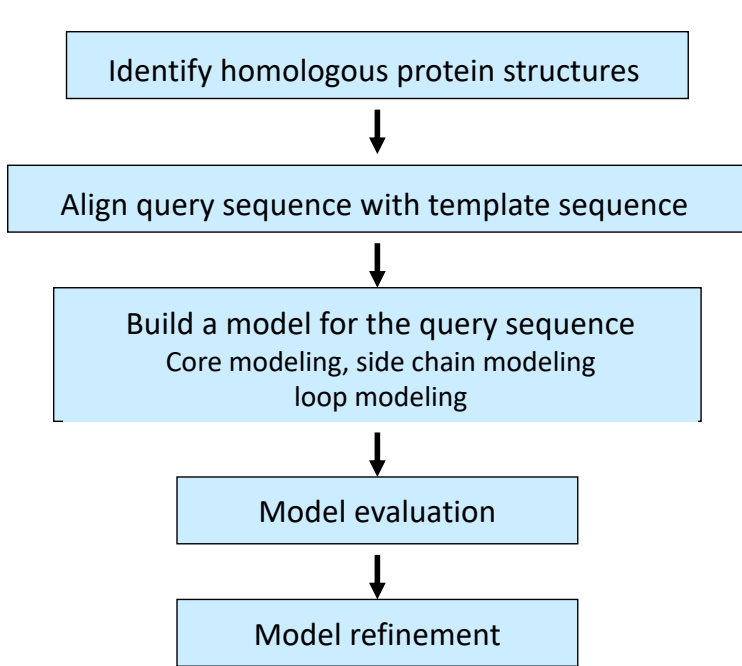 Identify homologous protein structures
Align query sequence with template sequence
Build a model for the query sequence
Core modeling, side chain modeling
loop modeling
Model evaluation
Model refinement